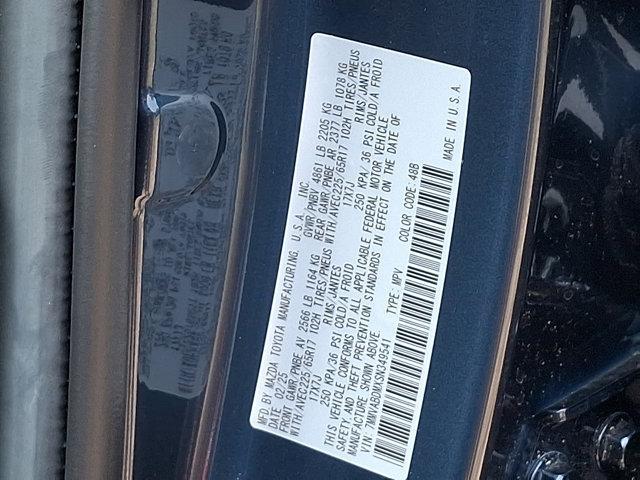 MFD BY MAZDA TOYOTA MANUFACTURING, U.S.A., INC.
DATE 02/25 GVWR/PNBV 4861 LB 2205 KG
FRONT GAWR/PNBE AV 2566 LB 1164 KG REAR GAWR/PNBE AR 2377 LB 1078 KG
WITH/AVEC225/65R17 102H TIRES/PNEUS WITH/AVEC225/65R17 102H TIRES/PNEUS
17X7J RIMS/JANTES 17X7J RIMS/JANTES
250 KPA/36 PSI COLD/A FROID 250 KPA/36 PSI COLD/A FROID
THIS VEHICLE CONFORMS TO ALL APPLICABLE FEDERAL MOTOR VEHICLE
SAFETY AND THEFT PREVENTION STANDARDS IN EFFECT ON THE DATE OF
MANUFACTURE SHOWN ABOVE.
VIN: 7MMVABDMXSN349541 TYPE: MPV COLOR CODE: 48B
MADE IN U.S.A.